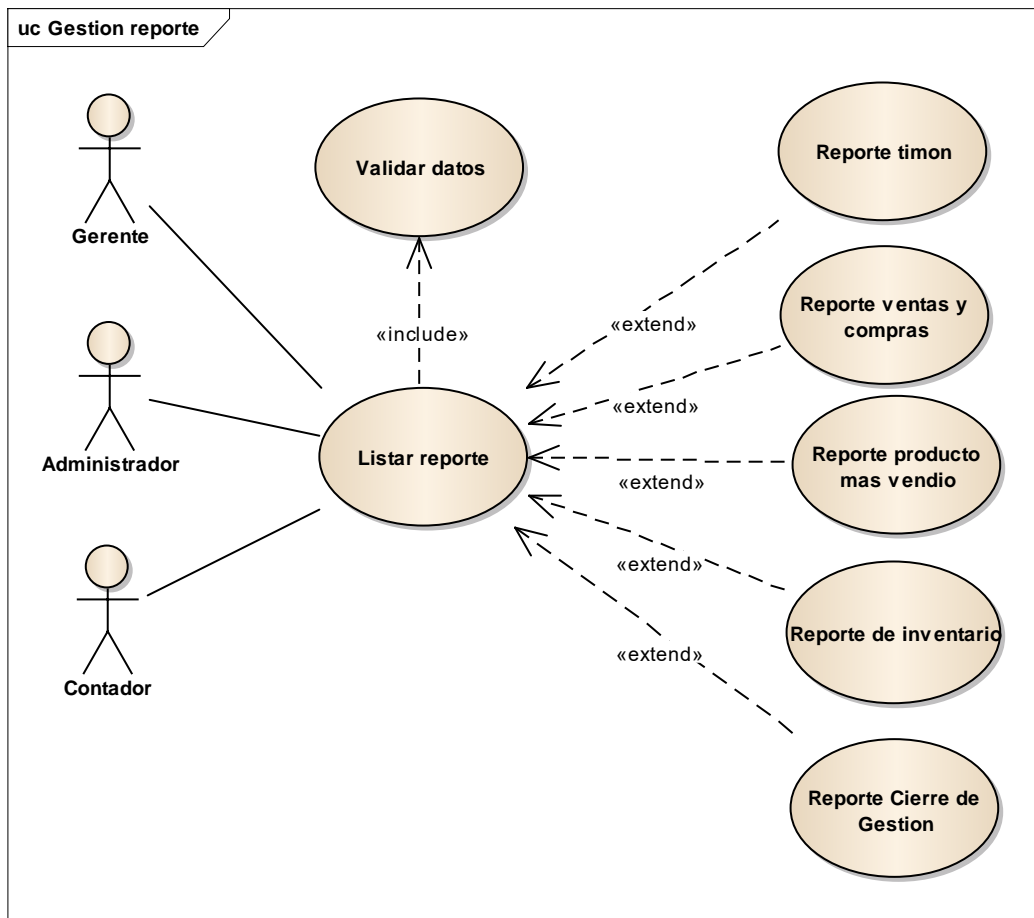 uc Gestion reporte
Gerente
Administrador
Contador
Validar datos
«include»
Listar reporte
«extend»
«extend»
«extend»
«extend»
«extend»
Reporte timon
Reporte ventas y
compras
Reporte producto
mas vendio
Reporte de inventario
Reporte Cierre de
Gestion